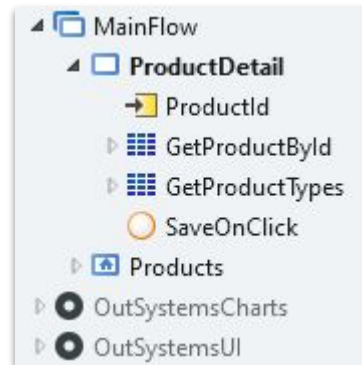 MainFlow
ProductDetail
ProductId
GetProductById
GetProductTypes
SaveOnClick
Products
OutSystemsCharts
OutSystemsUI